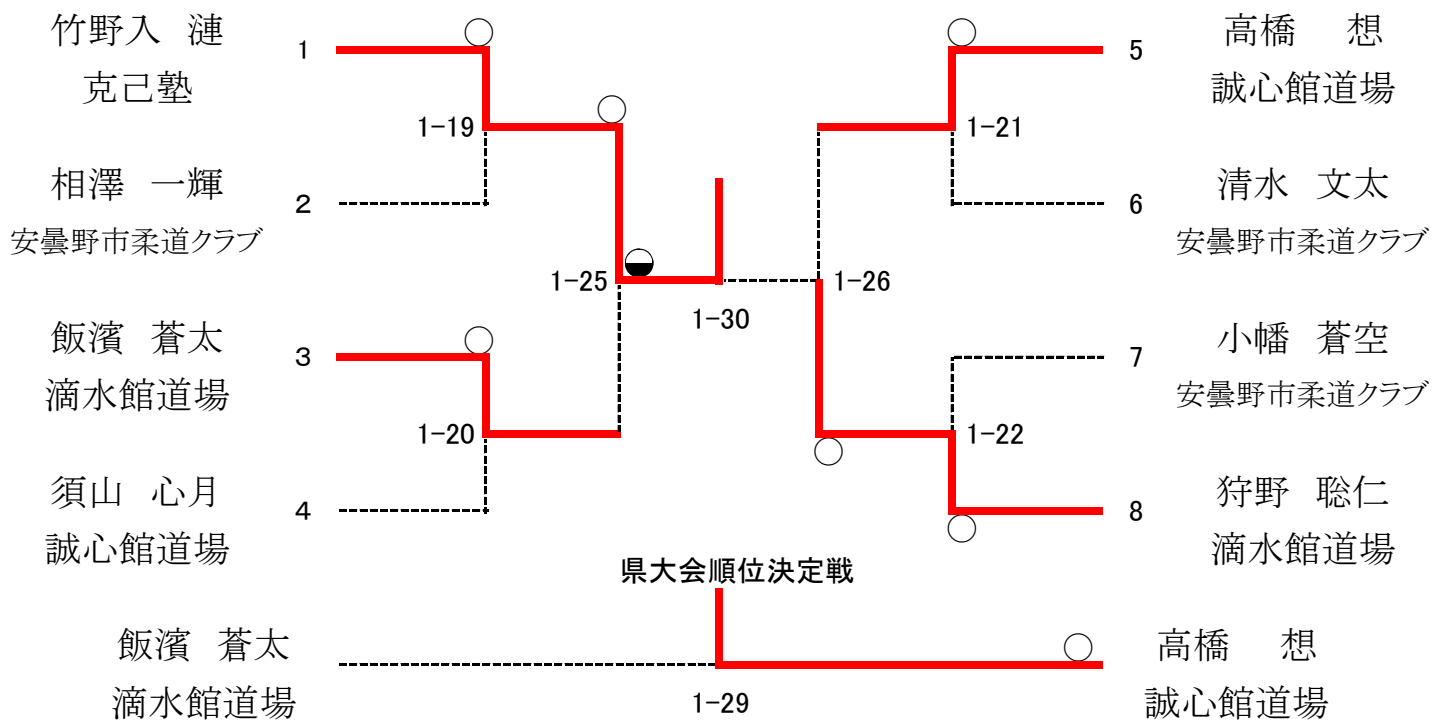 竹野入 漣
克己塾
1
相澤 一輝
安曇野市柔道クラブ
2
飯濱 蒼太
滴水館道場
3
須山 心月
誠心館道場
4
1-19
1-20
1-25
1-30
1-26
1-21
1-22
5
高橋 想
誠心館道場
6
清水 文太
安曇野市柔道クラブ
7
小幡 蒼空
安曇野市柔道クラブ
8
狩野 聡仁
滴水館道場
県大会順位決定戦
飯濱 蒼太
滴水館道場
1-29
高橋 想
誠心館道場